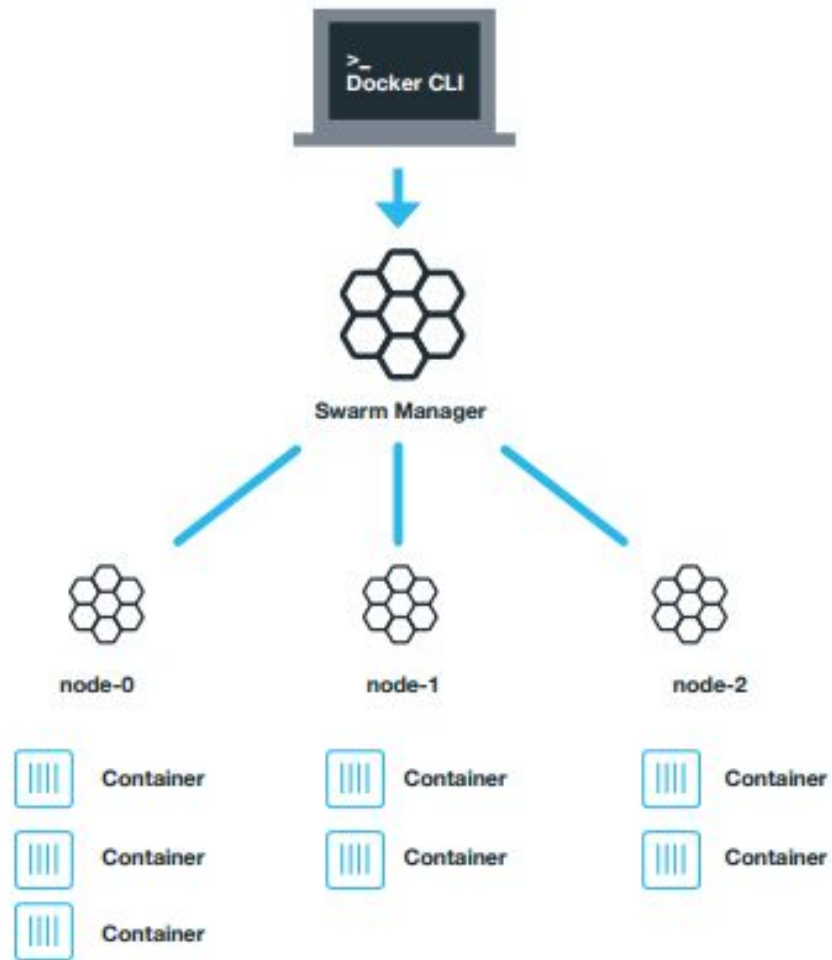 >_
Docker CLI
Swarm Manager
node-0
node-1
node-2
Container
Container
Container
Container
Container
Container
Container